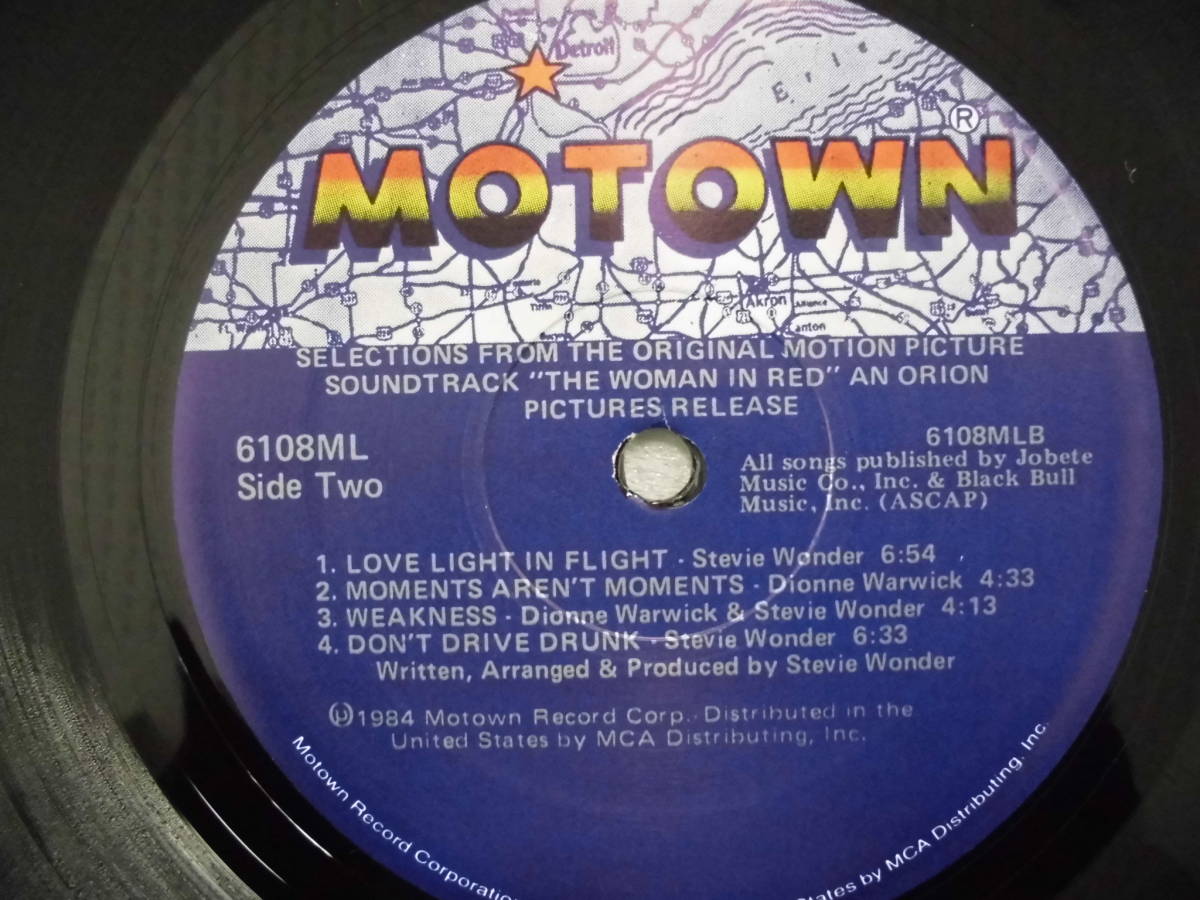 Detroit
Erie
MOTOWN®
Akron
Alliance
SELECTIONS FROM THE ORIGINAL MOTION PICTURE
SOUNDTRACK "THE WOMAN IN RED" AN ORION
PICTURES RELEASE
6108ML
Side Two
6108MLB
All songs published by Jobete
Music Co., Inc. & Black Bull
Music, Inc. (ASCAP)
1. LOVE LIGHT IN FLIGHT · Stevie Wonder 6:54
2. MOMENTS AREN'T MOMENTS · Dionne Warwick 4:33
3. WEAKNESS · Dionne Warwick & Stevie Wonder 4:13
4. DON'T DRIVE DRUNK · Stevie Wonder 6:33
Written, Arranged & Produced by Stevie Wonder
℗1984 Motown Record Corp. Distributed in the
United States by MCA Distributing, Inc.
Motown Record Corporation
States by MCA Distributing, Inc.